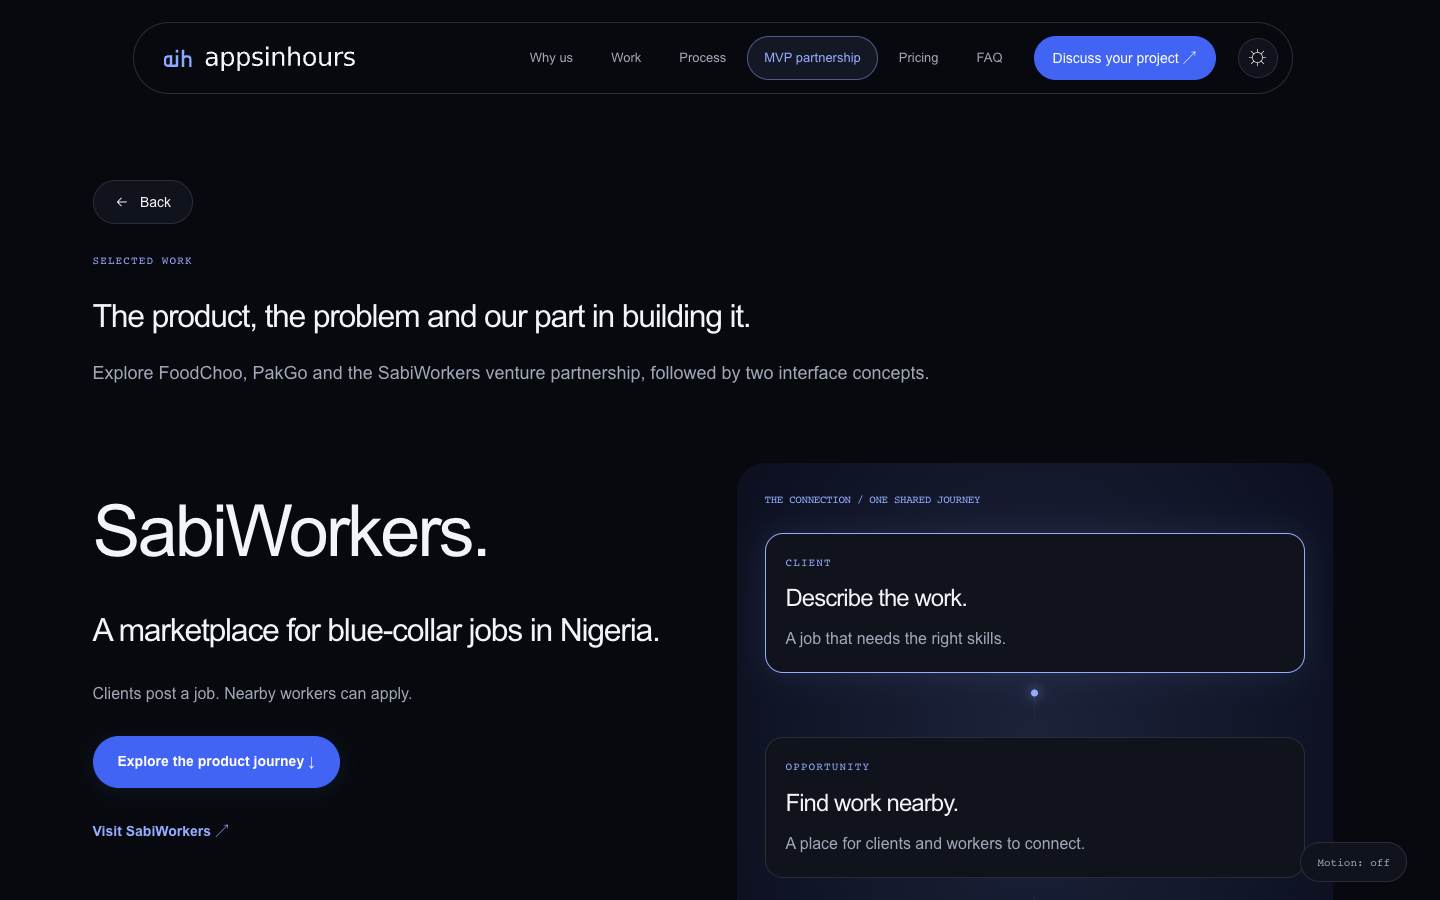 aih appsinhours
Why us
Work
Process
MVP partnership
Pricing
FAQ
Discuss your project ↗
← Back
SELECTED WORK
The product, the problem and our part in building it.
Explore FoodChoo, PakGo and the SabiWorkers venture partnership, followed by two interface concepts.
SabiWorkers.
A marketplace for blue-collar jobs in Nigeria.
Clients post a job. Nearby workers can apply.
Explore the product journey ↓
Visit SabiWorkers ↗
THE CONNECTION / ONE SHARED JOURNEY
CLIENT
Describe the work.
A job that needs the right skills.
OPPORTUNITY
Find work nearby.
A place for clients and workers to connect.
Motion: off